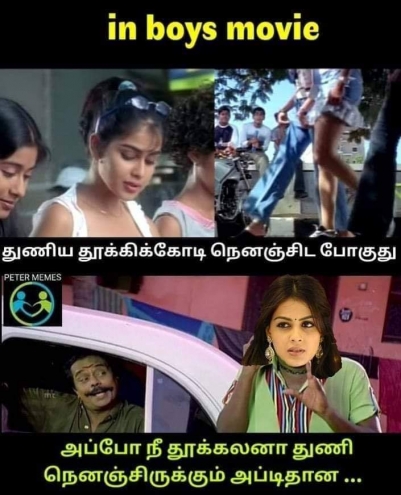 in boys movie
துணிய தூக்கிக்கோடி நெனஞ்சிட போகுது
PETER MEMES
அப்போ நீ தூக்கலனா துணி
நெனஞ்சிருக்கும் அப்டிதான ...